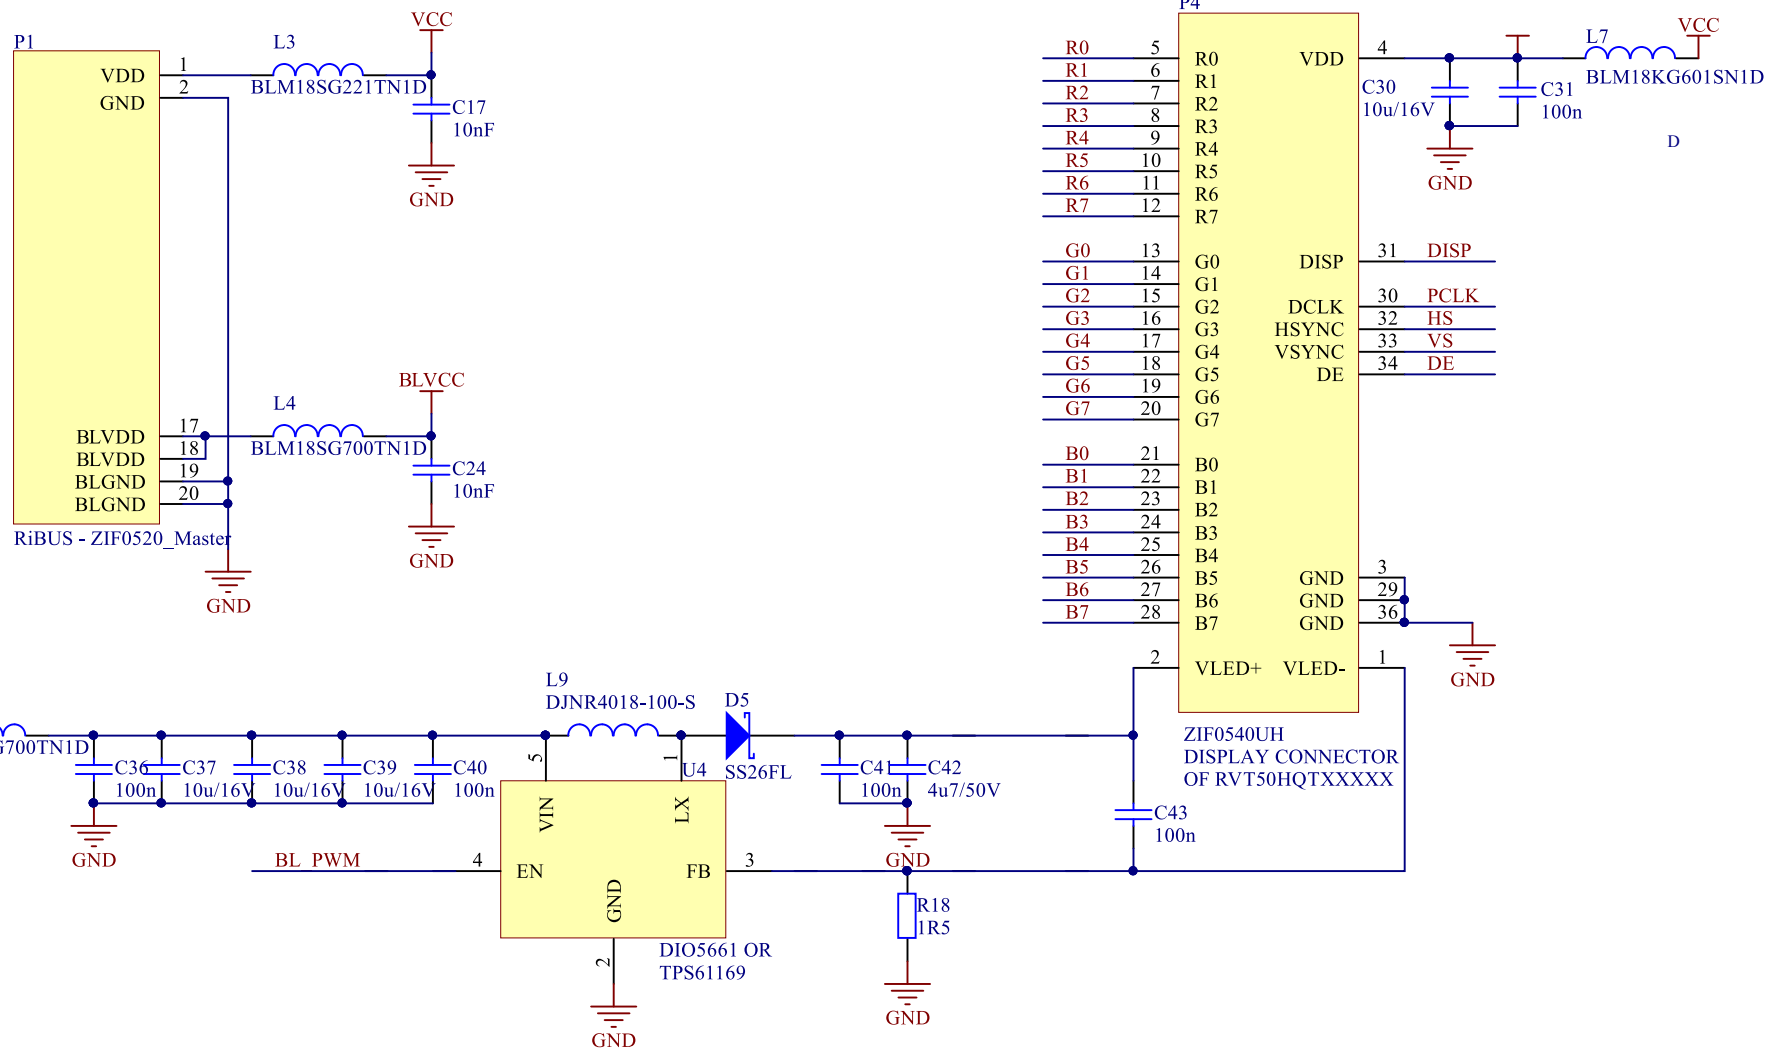 P1
VDD 1
GND 2
BLVDD 17
BLVDD 18
BLGND 19
BLGND 20
RiBUS - ZIF0520_Master
GND
L3
BLM18SG221TN1D
VCC
C17
10nF
GND
L4
BLM18SG700TN1D
BLVCC
C24
10nF
GND
P4
R0 5 R0
R1 6 R1
R2 7 R2
R3 8 R3
R4 9 R4
R5 10 R5
R6 11 R6
R7 12 R7
G0 13 G0
G1 14 G1
G2 15 G2
G3 16 G3
G4 17 G4
G5 18 G5
G6 19 G6
G7 20 G7
B0 21 B0
B1 22 B1
B2 23 B2
B3 24 B3
B4 25 B4
B5 26 B5
B6 27 B6
B7 28 B7
2 VLED+
VDD 4
DISP 31 DISP
DCLK 30 PCLK
HSYNC 32 HS
VSYNC 33 VS
DE 34 DE
GND 3
GND 29
GND 36
VLED- 1
GND
ZIF0540UH
DISPLAY CONNECTOR
OF RVT50HQTXXXXX
C30
10u/16V
C31
100n
GND
L7
BLM18KG601SN1D
VCC
D
G700TN1D
C36
100n
C37
10u/16V
C38
10u/16V
C39
10u/16V
C40
100n
GND
L9
DJNR4018-100-S
D5
SS26FL
U4
5 VIN
1 LX
BL_PWM 4 EN
FB 3
GND 2
DIO5661 OR
TPS61169
GND
C41
100n
C42
4u7/50V
GND
C43
100n
R18
1R5
GND